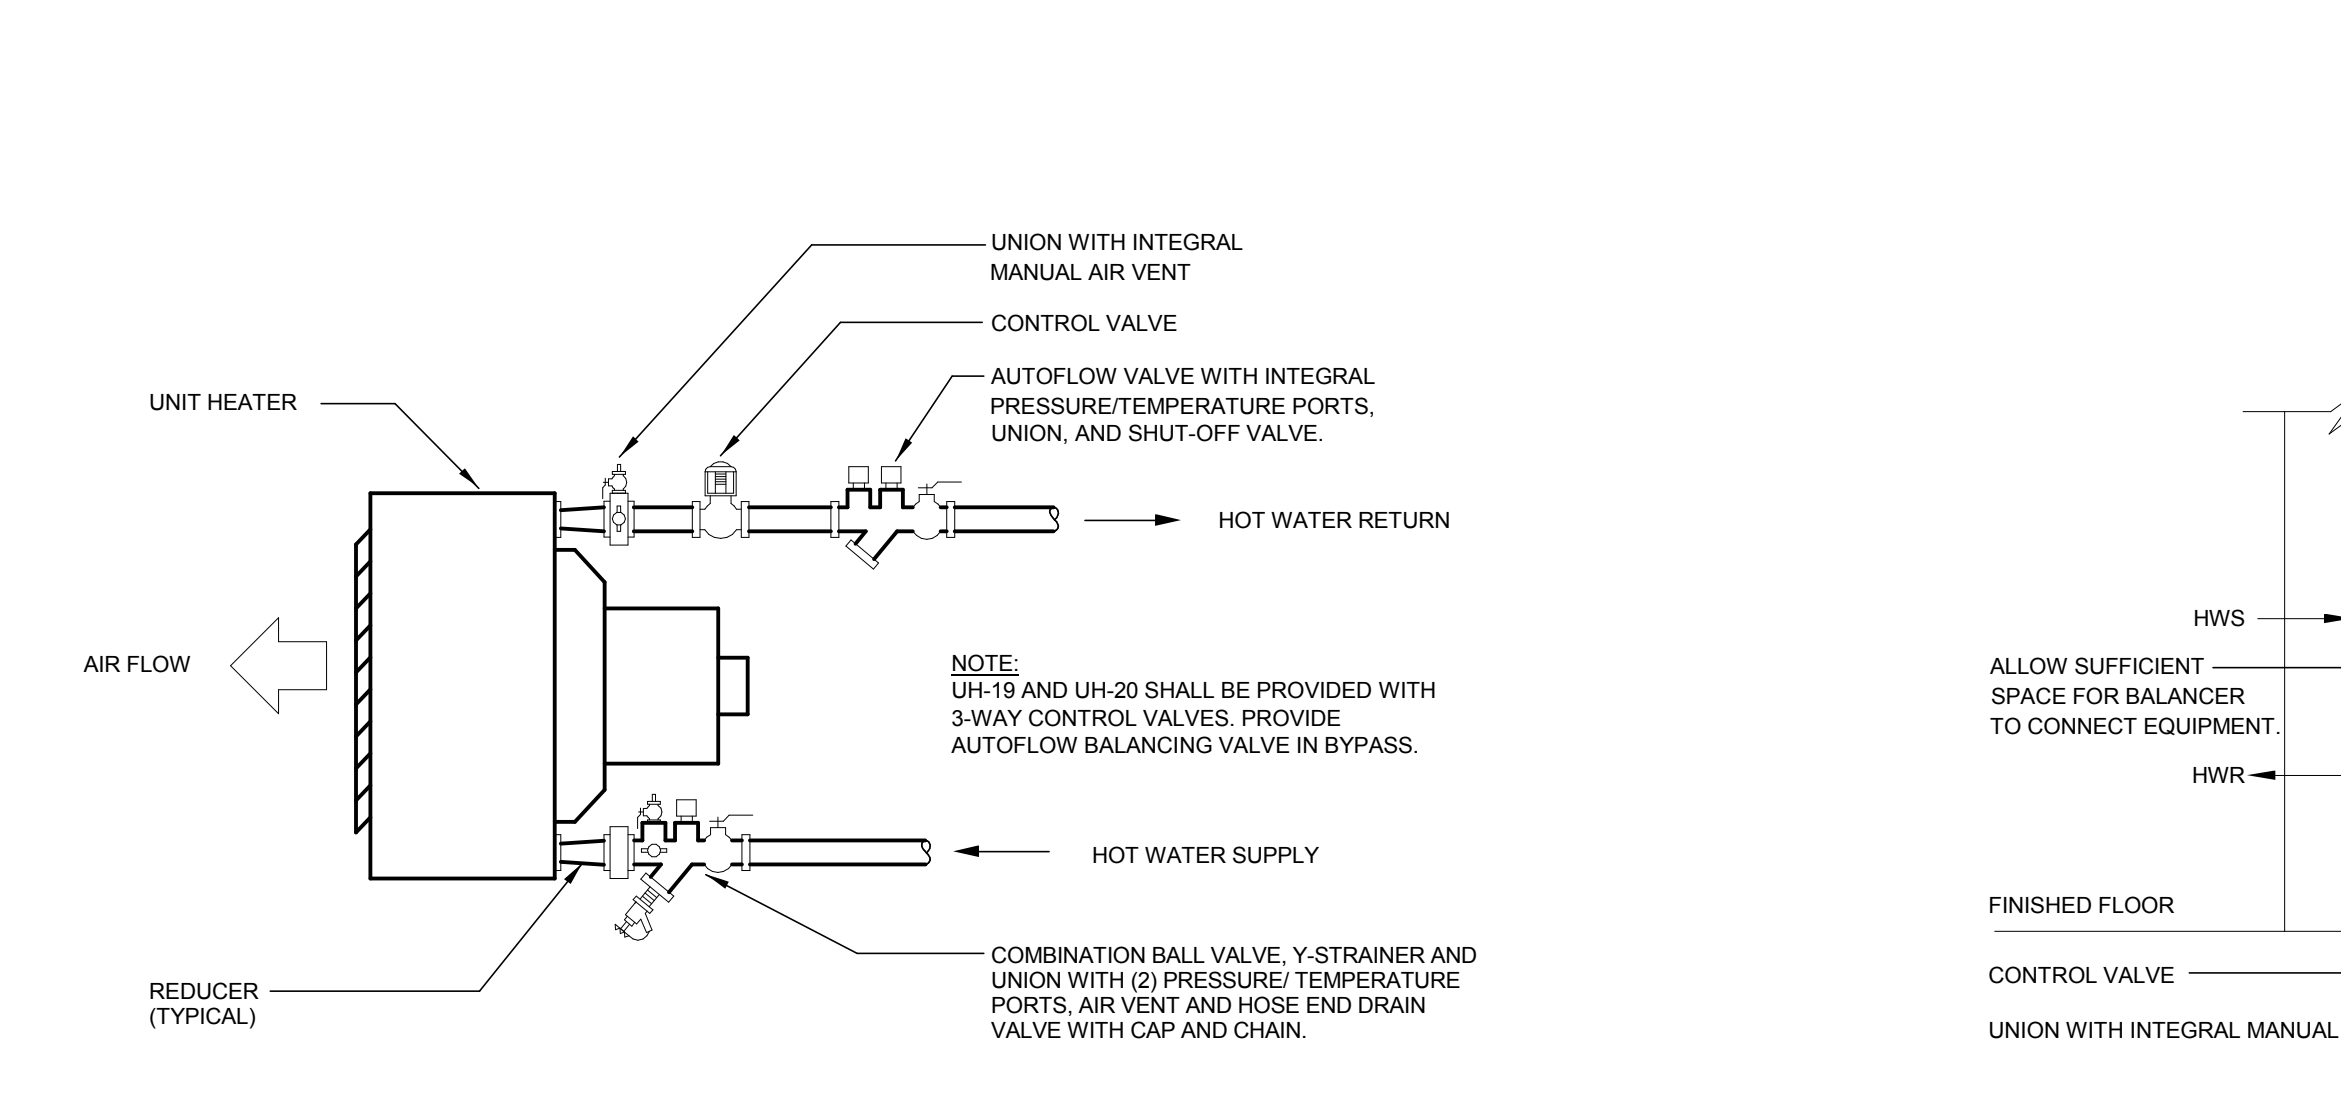 UNION WITH INTEGRAL
MANUAL AIR VENT
CONTROL VALVE
AUTOFLOW VALVE WITH INTEGRAL
PRESSURE/TEMPERATURE PORTS,
UNION, AND SHUT-OFF VALVE.
UNIT HEATER
HOT WATER RETURN
AIR FLOW
NOTE:
UH-19 AND UH-20 SHALL BE PROVIDED WITH
3-WAY CONTROL VALVES. PROVIDE
AUTOFLOW BALANCING VALVE IN BYPASS.
HOT WATER SUPPLY
COMBINATION BALL VALVE, Y-STRAINER AND
UNION WITH (2) PRESSURE/ TEMPERATURE
PORTS, AIR VENT AND HOSE END DRAIN
VALVE WITH CAP AND CHAIN.
REDUCER
(TYPICAL)
HWS
ALLOW SUFFICIENT
SPACE FOR BALANCER
TO CONNECT EQUIPMENT.
HWR
FINISHED FLOOR
CONTROL VALVE
UNION WITH INTEGRAL MANUAL